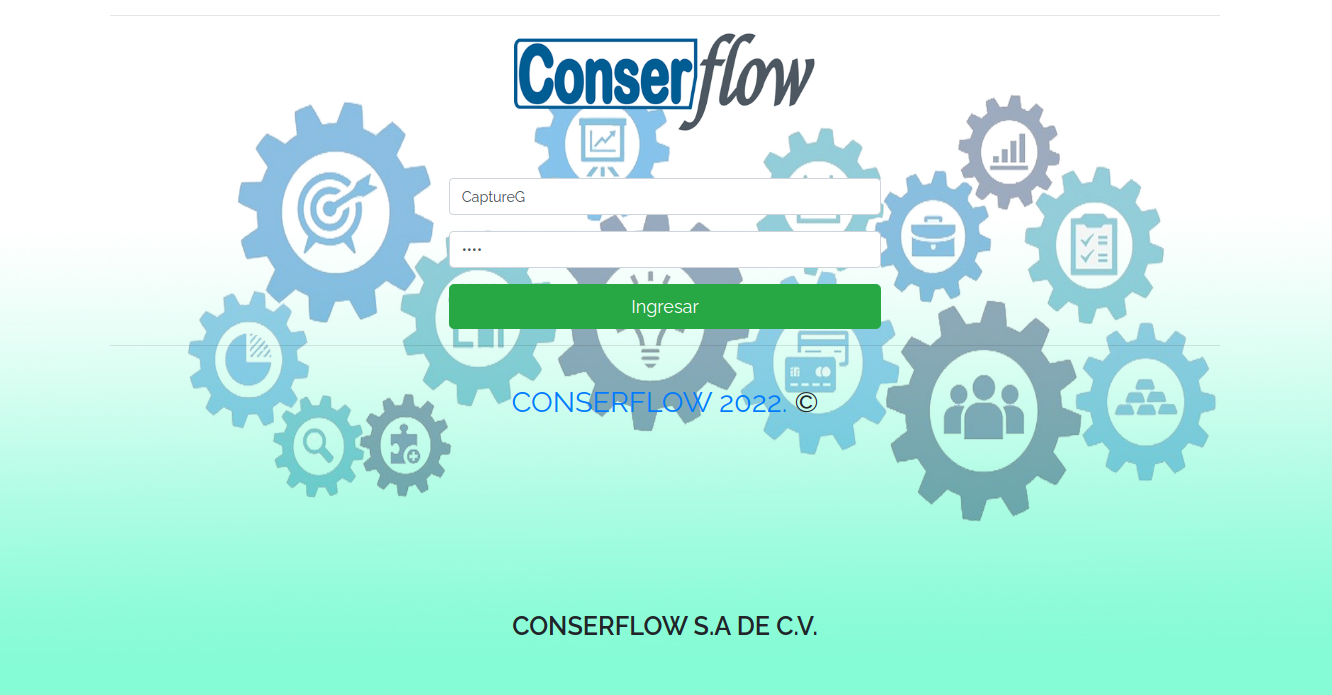 Conserflow
CaptureG
••••
Ingresar
CONSERFLOW 2022. ©
CONSERFLOW S.A DE C.V.